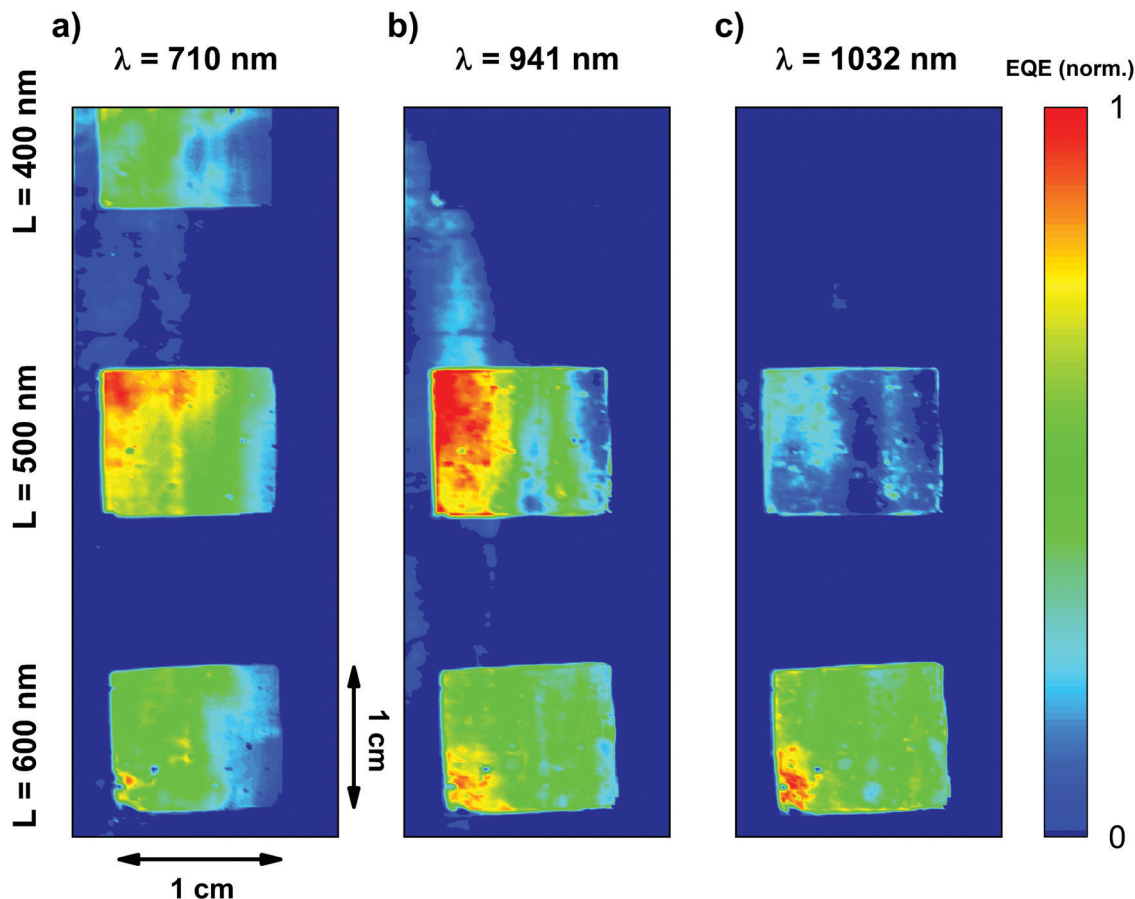 a)
λ = 710 nm
b)
λ = 941 nm
c)
λ = 1032 nm
EQE (norm.)
1
0
L = 400 nm
L = 500 nm
L = 600 nm
1 cm
1 cm